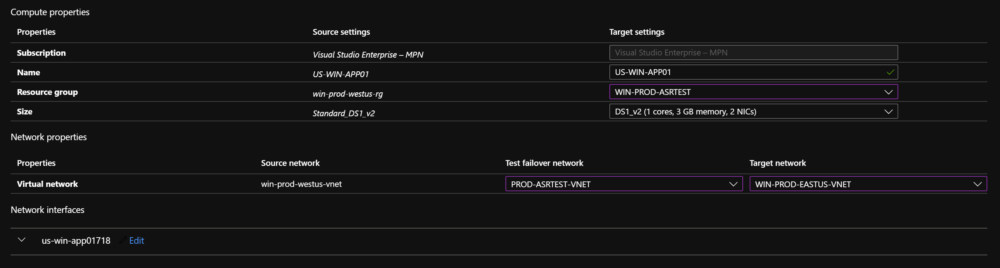 Compute properties
Properties Source settings Target settings
Subscription Visual Studio Enterprise – MPN Visual Studio Enterprise – MPN
Name US-WIN-APP01 US-WIN-APP01
Resource group win-prod-westus-rg WIN-PROD-ASRTEST
Size Standard_DS1_v2 DS1_v2 (1 cores, 3 GB memory, 2 NICs)
Network properties
Properties Source network Test failover network Target network
Virtual network win-prod-westus-vnet PROD-ASRTEST-VNET WIN-PROD-EASTUS-VNET
Network interfaces
us-win-app01718 Edit